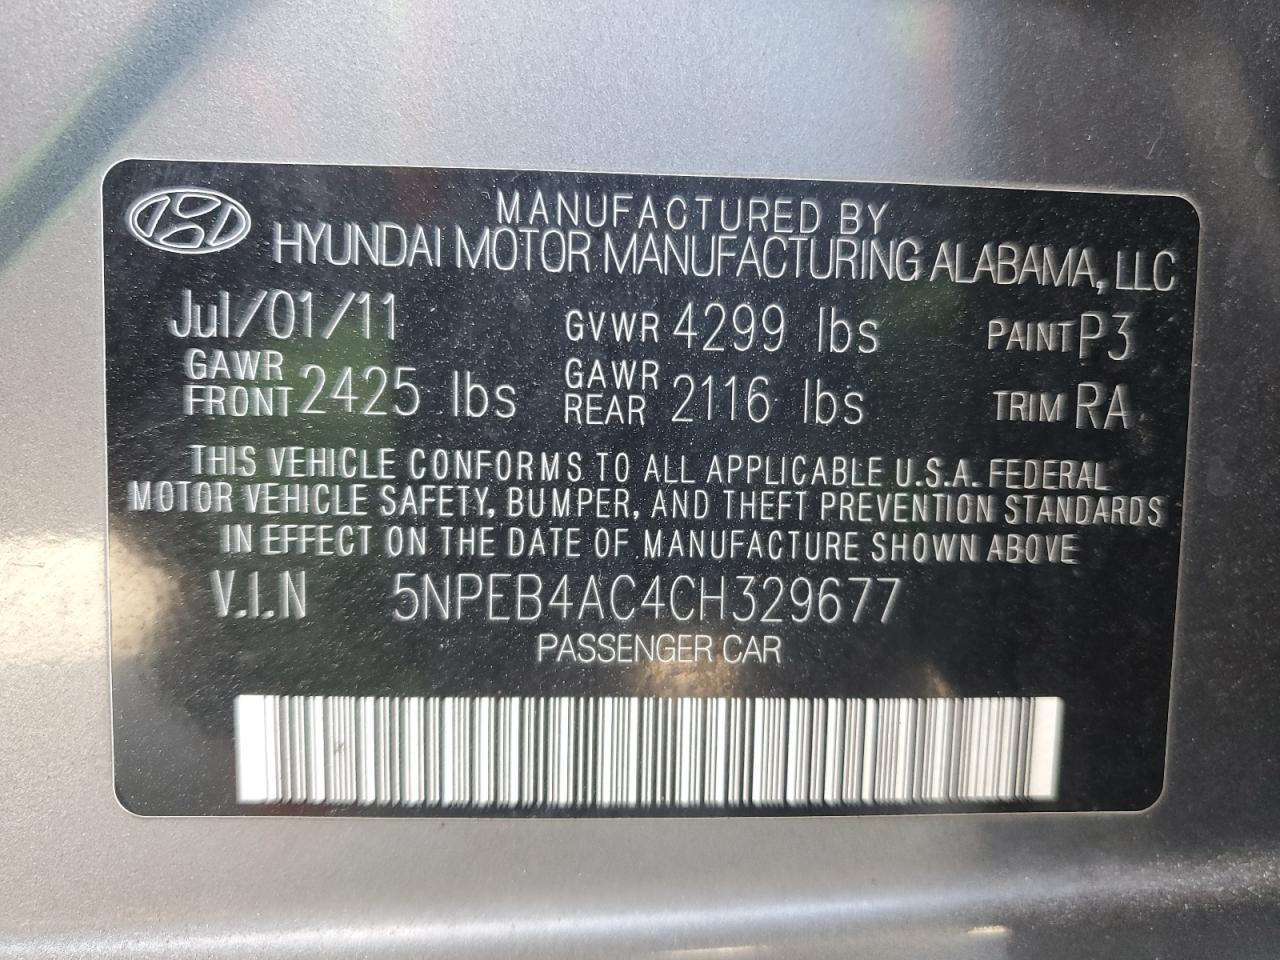 MANUFACTURED BY
HYUNDAI MOTOR MANUFACTURING ALABAMA, LLC
Jul/01/11 GVWR 4299 lbs PAINT P3
GAWR FRONT 2425 lbs GAWR REAR 2116 lbs TRIM RA
THIS VEHICLE CONFORMS TO ALL APPLICABLE U.S.A. FEDERAL
MOTOR VEHICLE SAFETY, BUMPER, AND THEFT PREVENTION STANDARDS
IN EFFECT ON THE DATE OF MANUFACTURE SHOWN ABOVE
V.I.N 5NPEB4AC4CH329677
PASSENGER CAR